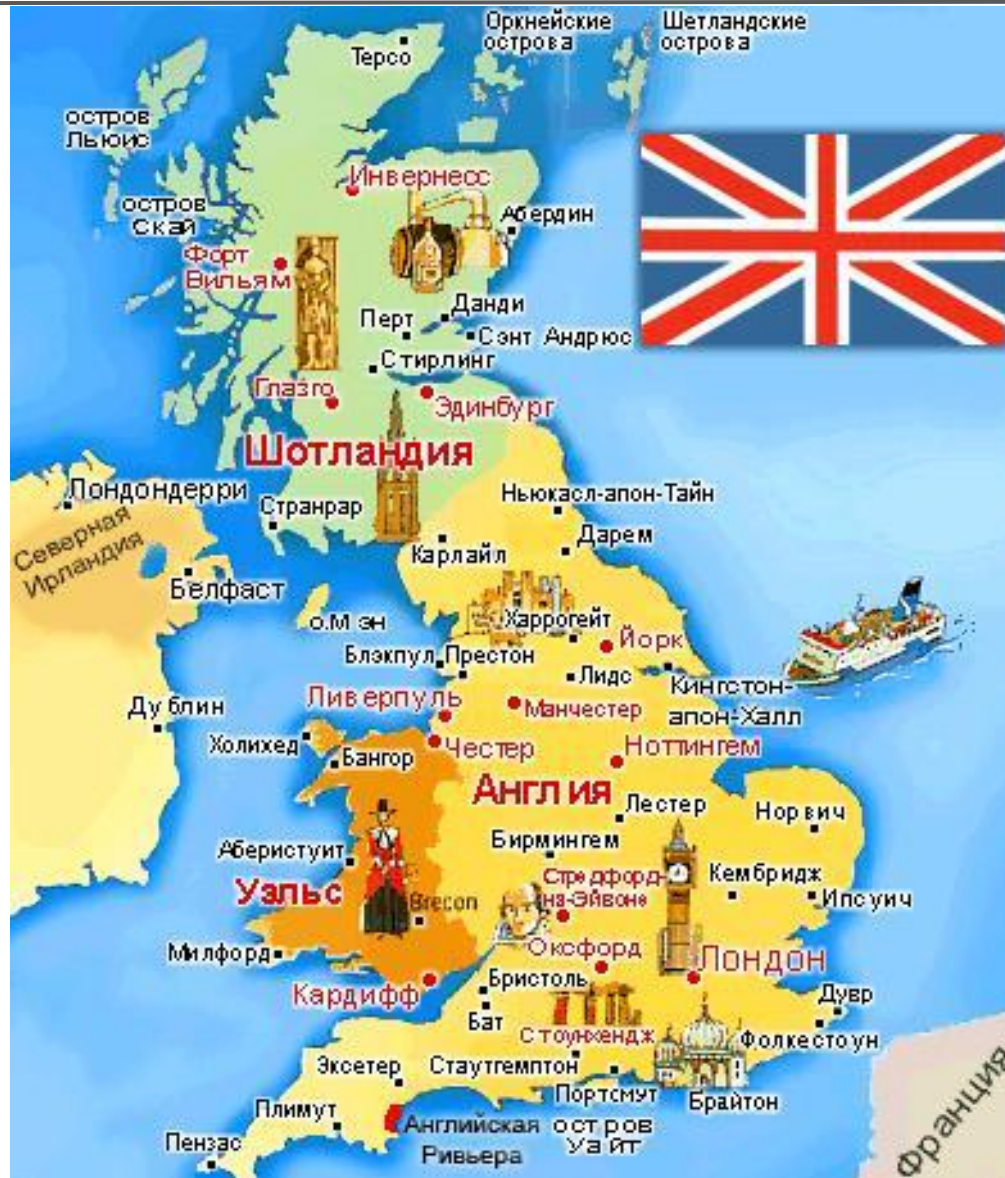 Оркнейские
острова
Шетландские
острова
Терсо
остров
Льюис
Инвернесс
остров
Скай
Абердин
Форт
Вильям
Данди
Перт
Сэнт Андрюс
Стирлинг
Глазго
Эдинбург
Шотландия
Лондондерри
Ньюкасл-апон-Тайн
Странрар
Северная
Ирландия
Дарем
Карлайл
Белфаст
о.Мэн
Харрогейт
Йорк
Блэкпул
Престон
Лидс
Кингстон-
апон-Халл
Ливерпуль
Манчестер
Дублин
Холихед
Честер
Ноттингем
Бангор
Англия
Лестер
Норвич
Бирмингем
Аберистуит
Уэльс
Стредфорд-
на-Эйвоне
Кембридж
Ипсуич
Brecon
Милфорд
Оксфорд
Лондон
Кардифф
Бристоль
Дувр
Бат
Стоунхендж
Фолкестоун
Эксетер
Стаутгемптон
Портсмут
Брайтон
Плимут
Английская
Ривьера
остров
Уайт
Пензас
Франция